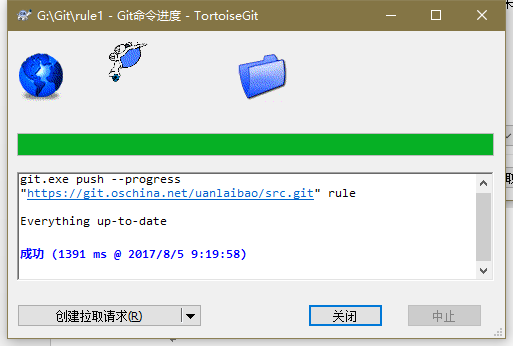 G:\Git\rule1 - Git命令进度 - TortoiseGit
git.exe push --progress
"https://git.oschina.net/uanlaibao/src.git" rule
Everything up-to-date
成功 (1391 ms @ 2017/8/5 9:19:58)
创建拉取请求(R)
关闭
中止